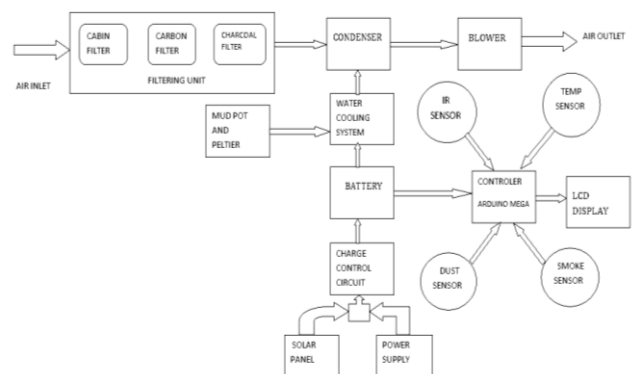 CABIN
FILTER
CARBON
FILTER
CHARCOAL
FILTER
CONDENSER
BLOWER
AIR OUTLET
AIR INLET
FILTERING UNIT
MUD POT
AND
PELTIER
WATER
COOLING
SYSTEM
IR
SENSOR
TEMP
SENSOR
BATTERY
CONTROLER
ARDUINO MEGA
LCD
DISPLAY
CHARGE
CONTROL
CIRCUIT
DUST
SENSOR
SMOKE
SENSOR
SOLAR
PANEL
POWER
SUPPLY